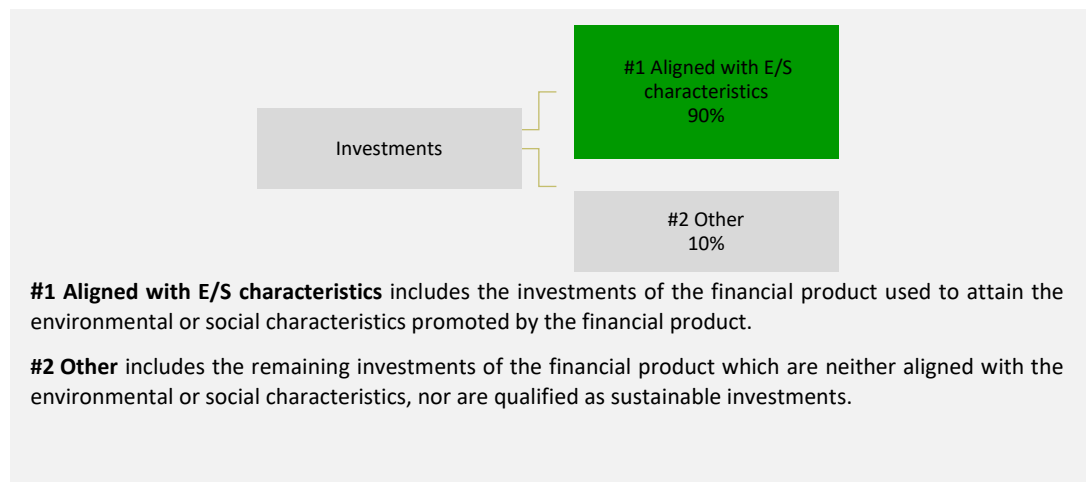 #1 Aligned with E/S
characteristics
90%
Investments
#2 Other
10%
#1 Aligned with E/S characteristics includes the investments of the financial product used to attain the
environmental or social characteristics promoted by the financial product.
#2 Other includes the remaining investments of the financial product which are neither aligned with the
environmental or social characteristics, nor are qualified as sustainable investments.